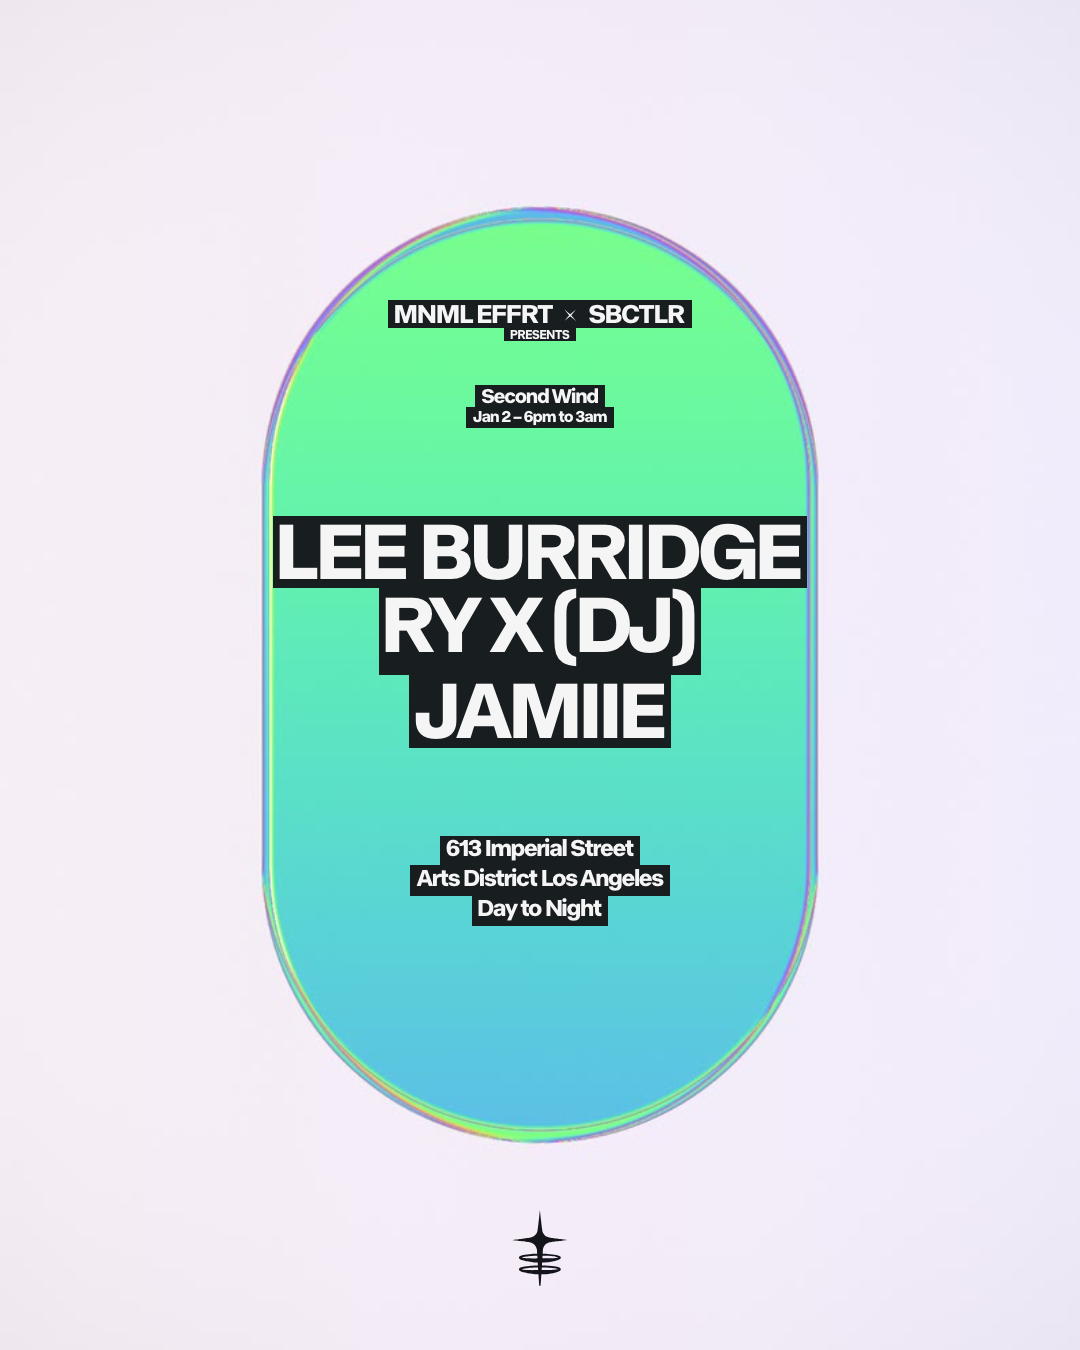 MNML EFFRT × SBCTLR
PRESENTS
Second Wind
Jan 2 – 6pm to 3am
LEE BURRIDGE
RY X (DJ)
JAMIIE
613 Imperial Street
Arts District Los Angeles
Day to Night